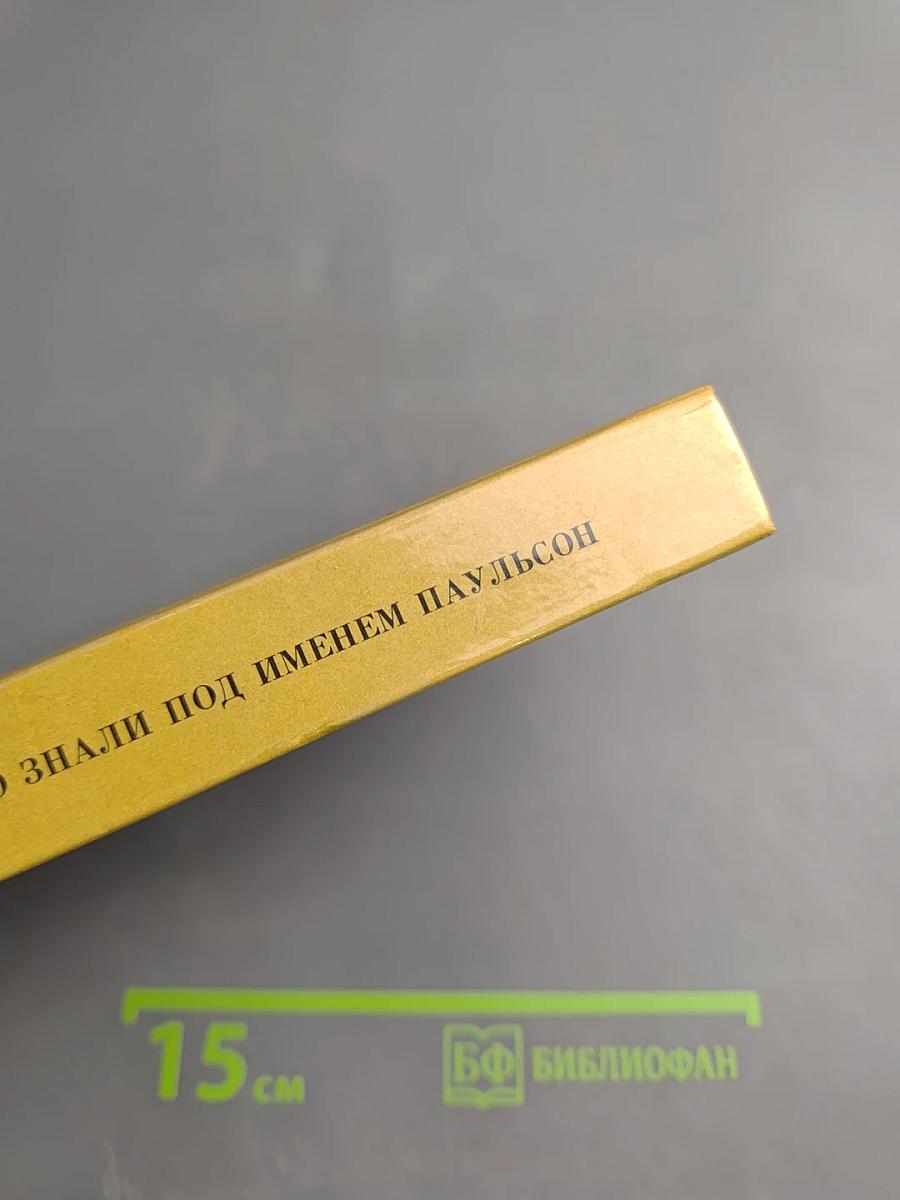 О ЗНАЛИ ПОД ИМЕНЕМ ПАУЛЬСОН
15 см
БФ БИБЛИОФАН